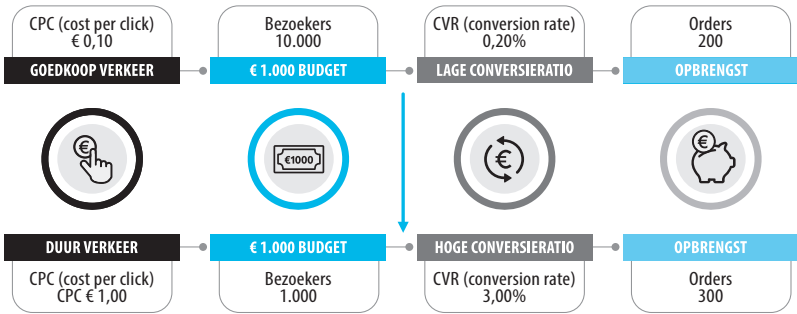 CPC (cost per click)
€ 0,10
Bezoekers
10.000
CVR (conversion rate)
0,20%
Orders
200
GOEDKOOP VERKEER
€ 1.000 BUDGET
LAGE CONVERSIERATIO
OPBRENGST
€
€1000
€
€
DUUR VERKEER
€ 1.000 BUDGET
HOGE CONVERSIERATIO
OPBRENGST
CPC (cost per click)
CPC € 1,00
Bezoekers
1.000
CVR (conversion rate)
3,00%
Orders
300